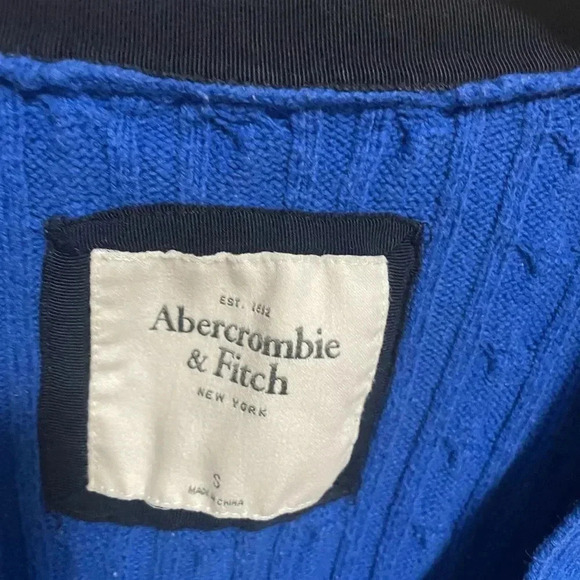 EST. 1892
Abercrombie
& Fitch
NEW YORK
S
MADE IN CHINA